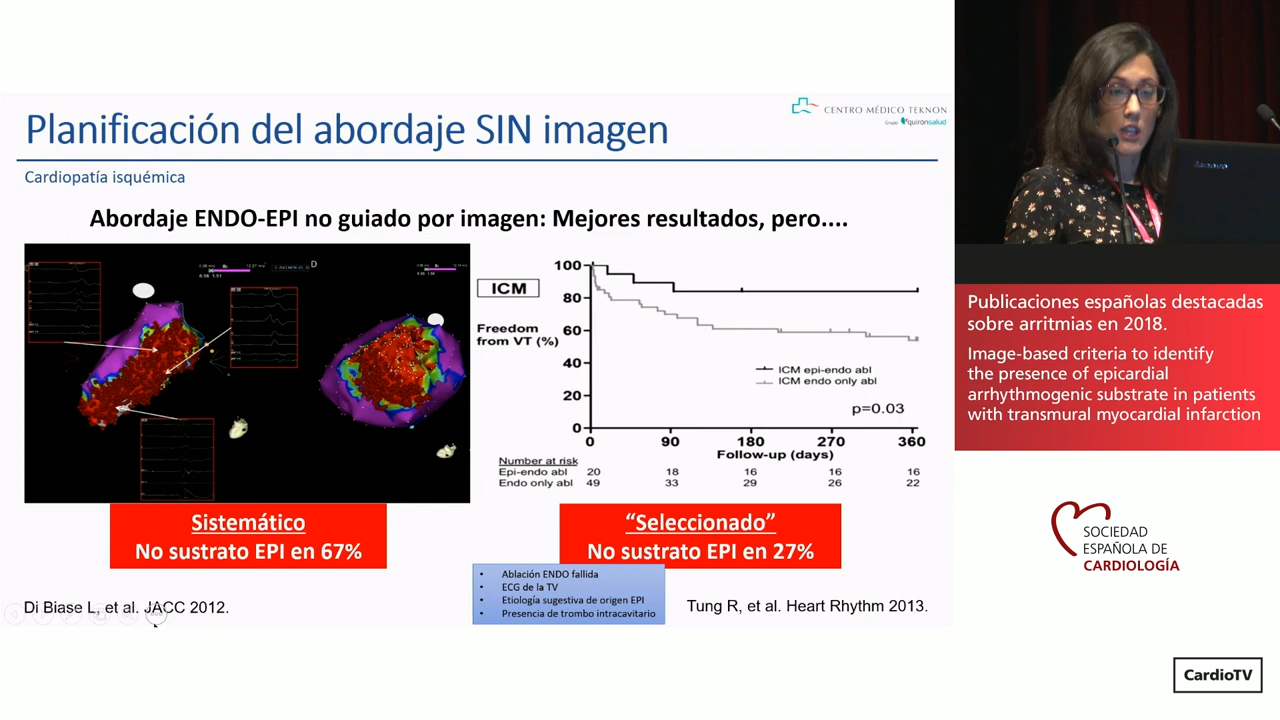 CENTRO MÉDICO TEKNON
Grupo quironsalud
Planificación del abordaje SIN imagen
Cardiopatía isquémica
Abordaje ENDO-EPI no guiado por imagen: Mejores resultados, pero....
D
ICM
Freedom
from VT (%)
100
80
60
40
20
0
ICM epi-endo abl
ICM endo only abl
p=0.03
0 90 180 270 360
Follow-up (days)
Number at risk
Epi-endo abl 20 18 16 16 16
Endo only abl 49 33 29 26 22
Sistemático
No sustrato EPI en 67%
“Seleccionado”
No sustrato EPI en 27%
• Ablación ENDO fallida
• ECG de la TV
• Etiología sugestiva de origen EPI
• Presencia de trombo intracavitario
Di Biase L, et al. JACC 2012.
Tung R, et al. Heart Rhythm 2013.
lenovo
Publicaciones españolas destacadas
sobre arritmias en 2018.
Image-based criteria to identify
the presence of epicardial
arrhythmogenic substrate in patients
with transmural myocardial infarction
SOCIEDAD
ESPAÑOLA DE
CARDIOLOGÍA
CardioTV